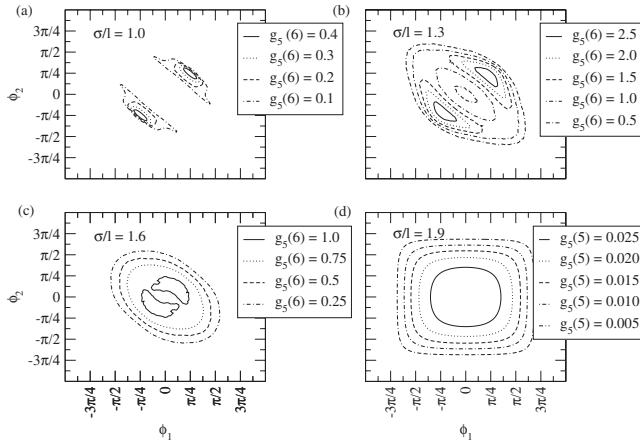 (a)
σ/l = 1.0
g5(6) = 0.4
g5(6) = 0.3
g5(6) = 0.2
g5(6) = 0.1
ϕ2
3π/4
π/2
π/4
0
-π/4
-π/2
-3π/4
(b)
σ/l = 1.3
g5(6) = 2.5
g5(6) = 2.0
g5(6) = 1.5
g5(6) = 1.0
g5(6) = 0.5
(c)
σ/l = 1.6
g5(6) = 1.0
g5(6) = 0.75
g5(6) = 0.5
g5(6) = 0.25
ϕ2
3π/4
π/2
π/4
0
-π/4
-π/2
-3π/4
-3π/4
-π/2
-π/4
0
π/4
π/2
3π/4
ϕ1
(d)
σ/l = 1.9
g5(5) = 0.025
g5(5) = 0.020
g5(5) = 0.015
g5(5) = 0.010
g5(5) = 0.005
-3π/4
-π/2
-π/4
0
π/4
π/2
3π/4
ϕ1